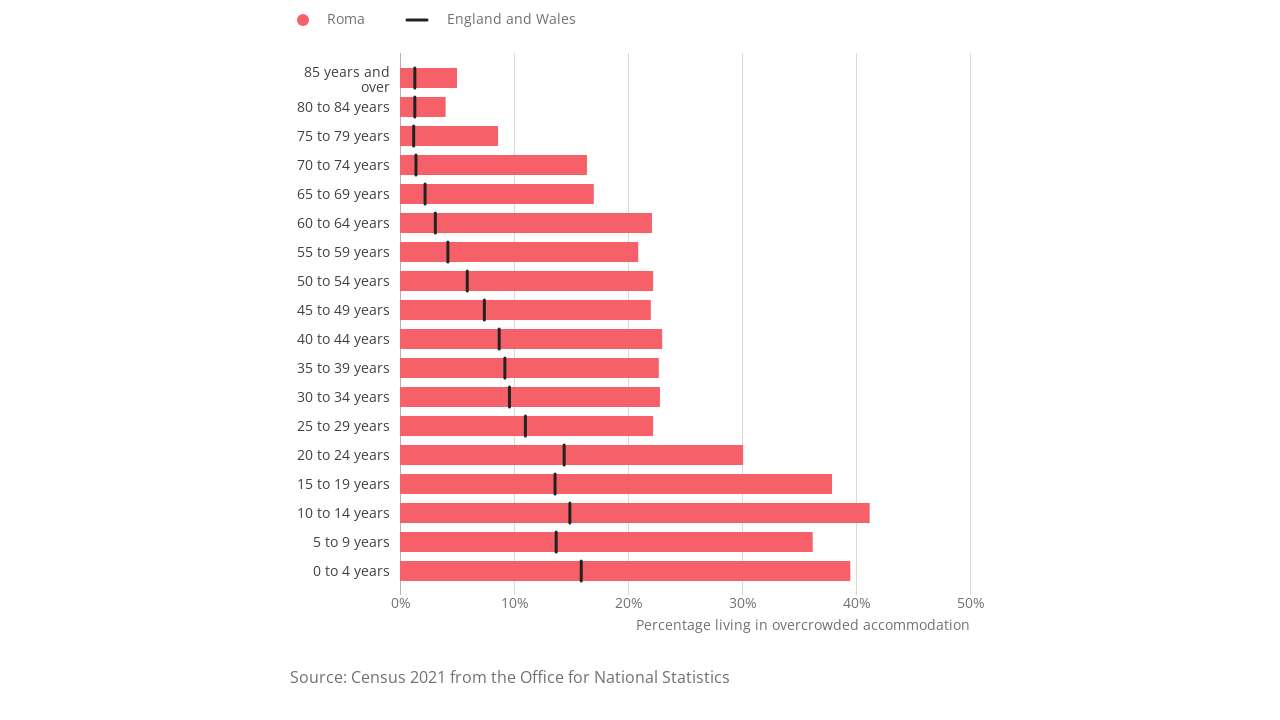 Roma
England and Wales
85 years and
over
80 to 84 years
75 to 79 years
70 to 74 years
65 to 69 years
60 to 64 years
55 to 59 years
50 to 54 years
45 to 49 years
40 to 44 years
35 to 39 years
30 to 34 years
25 to 29 years
20 to 24 years
15 to 19 years
10 to 14 years
5 to 9 years
0 to 4 years
0% 10% 20% 30% 40% 50%
Percentage living in overcrowded accommodation
Source: Census 2021 from the Office for National Statistics